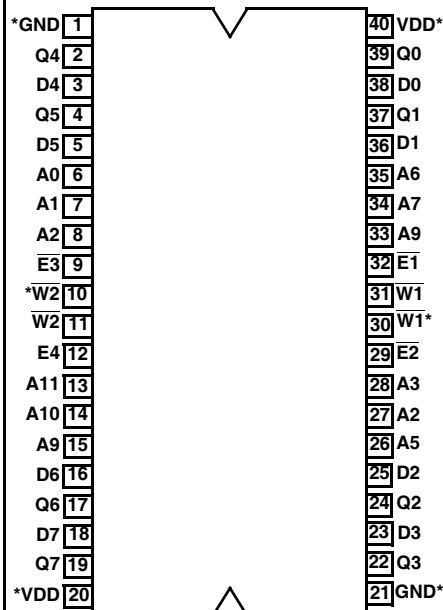 *GND 1 40 VDD*
Q4 2 39 Q0
D4 3 38 D0
Q5 4 37 Q1
D5 5 36 D1
A0 6 35 A6
A1 7 34 A7
A2 8 33 A9
E3 9 32 E1
*W2 10 31 W1
W2 11 30 W1*
E4 12 29 E2
A11 13 28 A3
A10 14 27 A2
A9 15 26 A5
D6 16 25 D2
Q6 17 24 Q2
D7 18 23 D3
Q7 19 22 Q3
*VDD 20 21 GND*